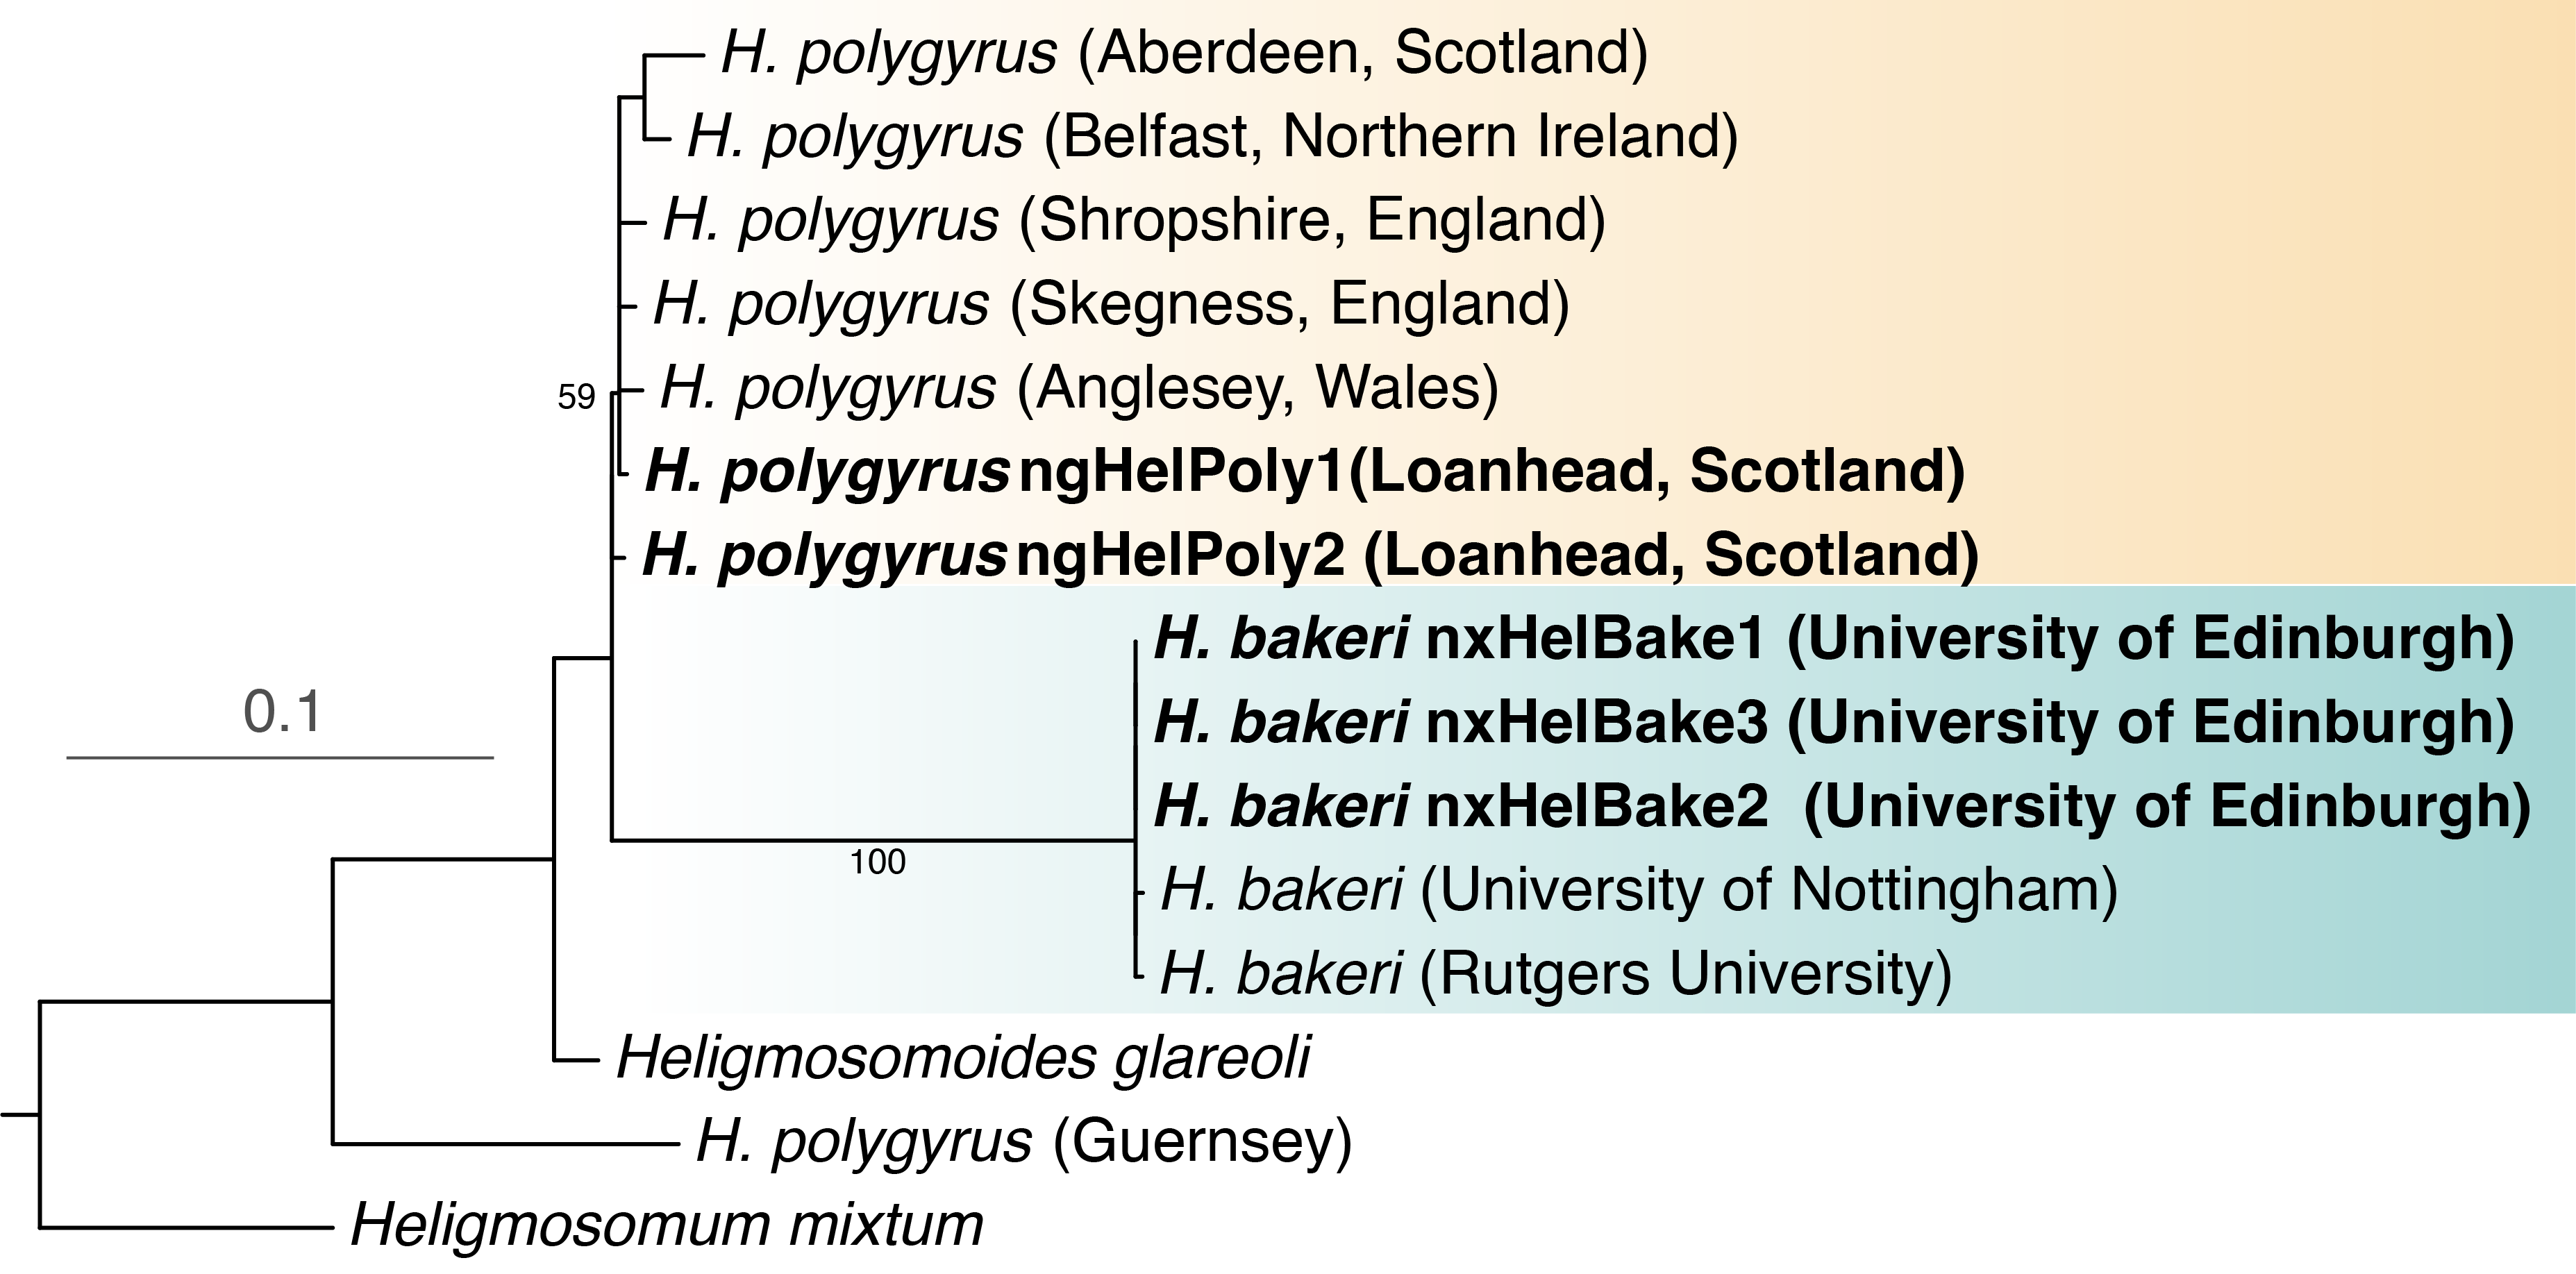 H. polygyrus (Aberdeen, Scotland)
H. polygyrus (Belfast, Northern Ireland)
H. polygyrus (Shropshire, England)
H. polygyrus (Skegness, England)
59
H. polygyrus (Anglesey, Wales)
H. polygyrus ngHelPoly1(Loanhead, Scotland)
H. polygyrus ngHelPoly2 (Loanhead, Scotland)
H. bakeri nxHelBake1 (University of Edinburgh)
0.1
H. bakeri nxHelBake3 (University of Edinburgh)
H. bakeri nxHelBake2 (University of Edinburgh)
100
H. bakeri (University of Nottingham)
H. bakeri (Rutgers University)
Heligmosomoides glareoli
H. polygyrus (Guernsey)
Heligmosomum mixtum